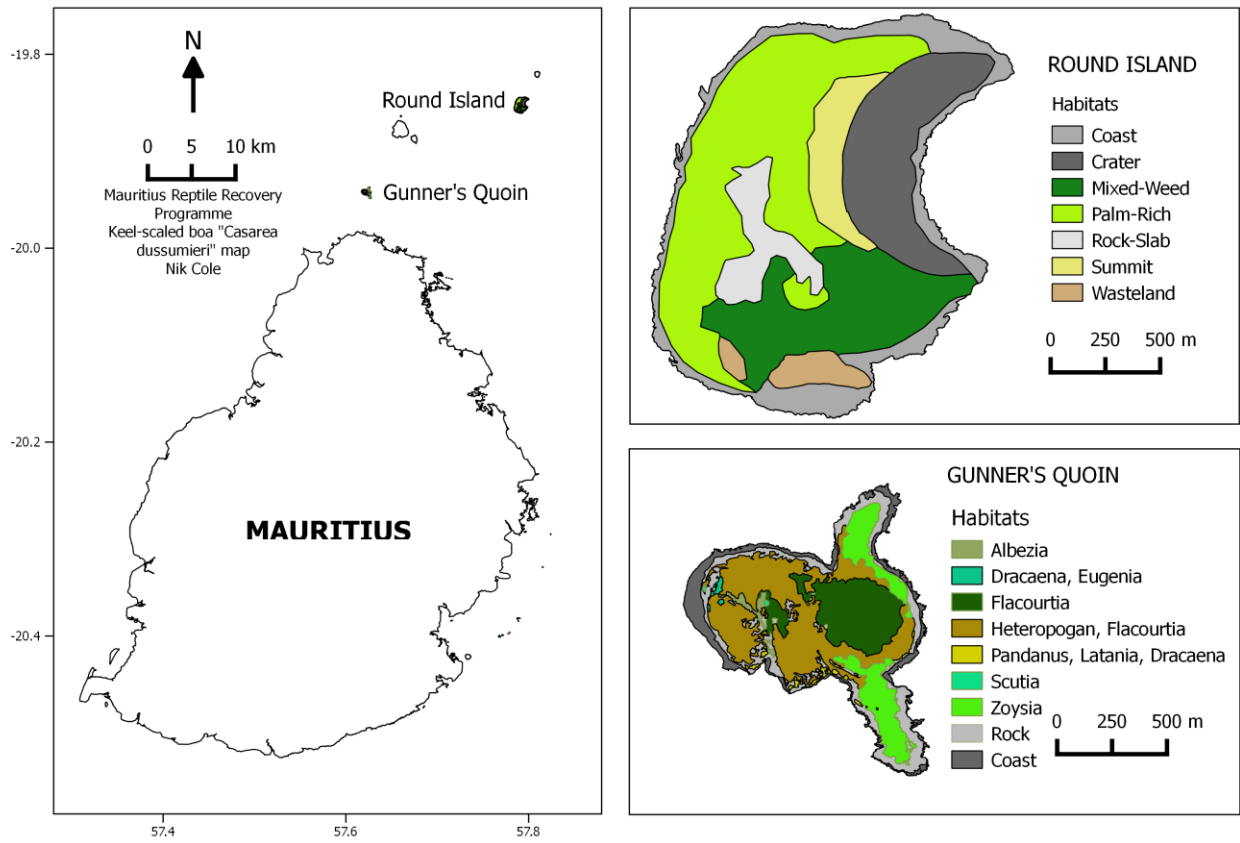 -19.8
-20.0
-20.2
-20.4
57.4
57.6
57.8
N
0 5 10 km
Mauritius Reptile Recovery
Programme
Keel-scaled boa "Casarea
dussumieri" map
Nik Cole
Round Island
Gunner's Quoin
MAURITIUS
ROUND ISLAND
Habitats
Coast
Crater
Mixed-Weed
Palm-Rich
Rock-Slab
Summit
Wasteland
0 250 500 m
GUNNER'S QUOIN
Habitats
Albezia
Dracaena, Eugenia
Flacourtia
Heteropogan, Flacourtia
Pandanus, Latania, Dracaena
Scutia
Zoysia
Rock
Coast
0 250 500 m